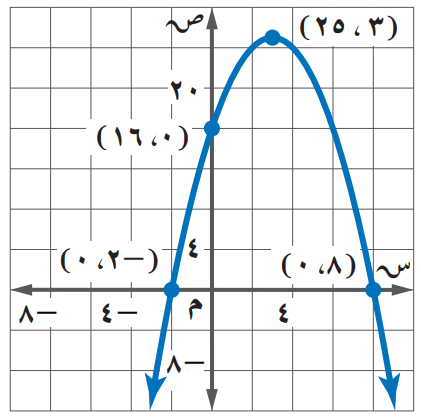 ص
(٣ ، ٢٥)
٢٠
(٠ ، ١٦)
٤
(−٢ ، ٠)
(٨ ، ٠)
س
−٨
−٤
م
٤
−٨